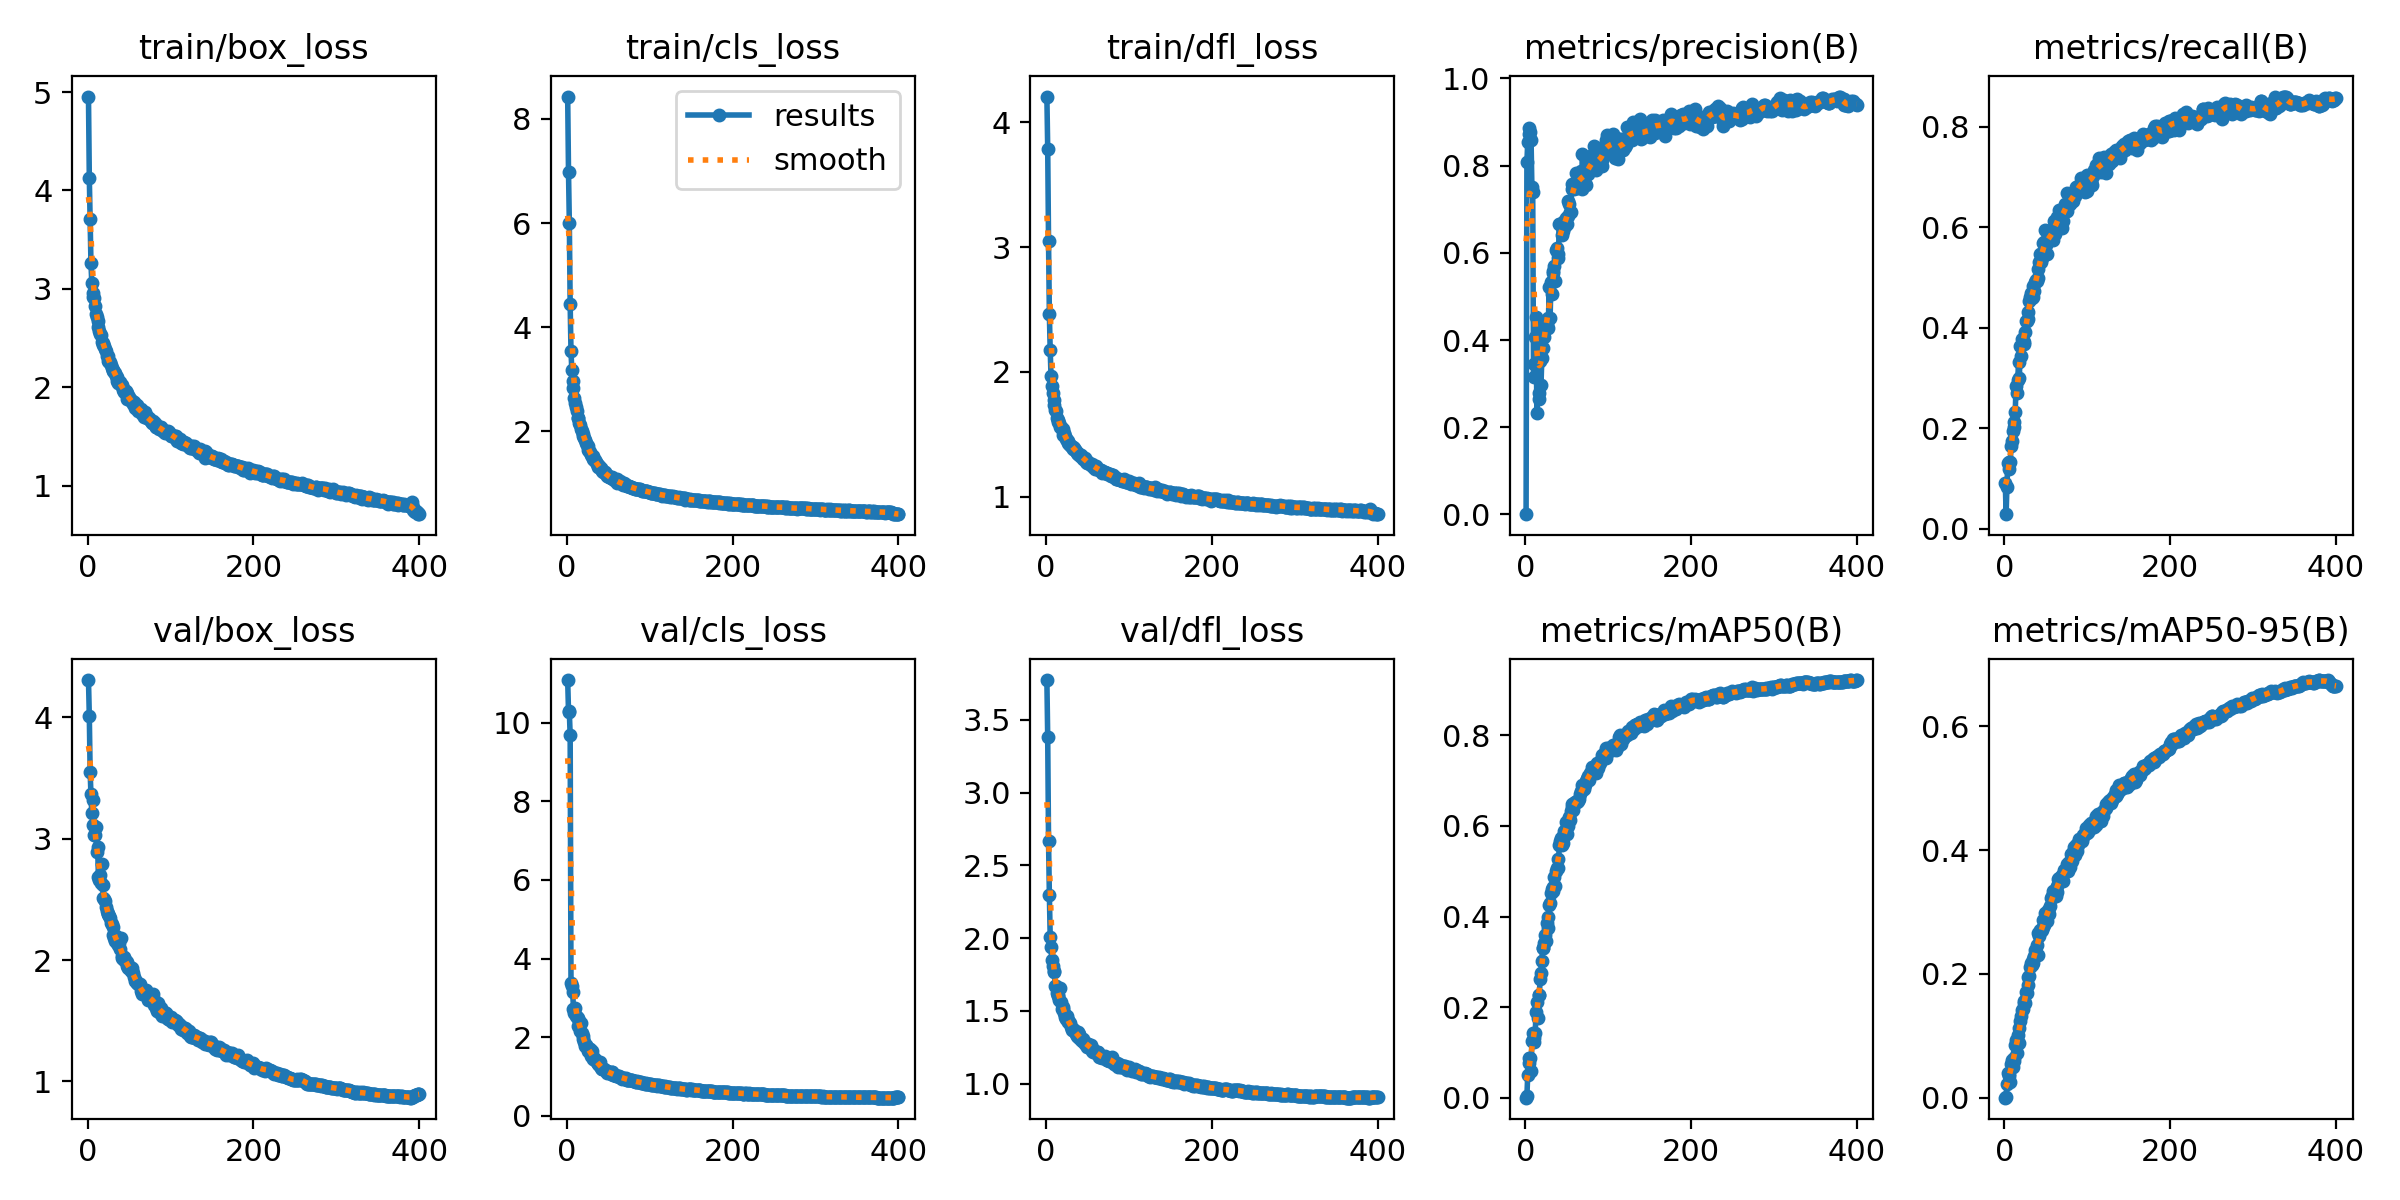 train/box_loss
5
4
3
2
1
0 200 400
train/cls_loss
results
smooth
8
6
4
2
0 200 400
train/dfl_loss
4
3
2
1
0 200 400
metrics/precision(B)
1.0
0.8
0.6
0.4
0.2
0.0
0 200 400
metrics/recall(B)
0.8
0.6
0.4
0.2
0.0
0 200 400
val/box_loss
4
3
2
1
0 200 400
val/cls_loss
10
8
6
4
2
0
0 200 400
val/dfl_loss
3.5
3.0
2.5
2.0
1.5
1.0
0 200 400
metrics/mAP50(B)
0.8
0.6
0.4
0.2
0.0
0 200 400
metrics/mAP50-95(B)
0.6
0.4
0.2
0.0
0 200 400